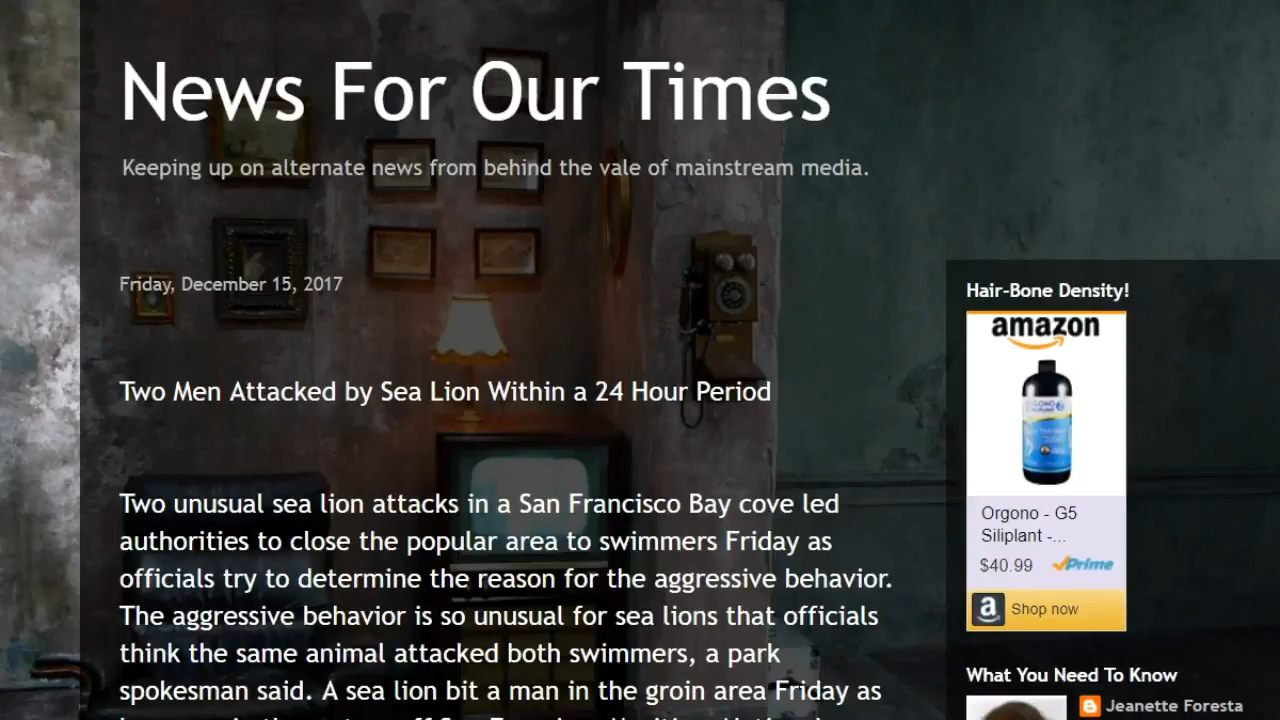 News For Our Times
Keeping up on alternate news from behind the vale of mainstream media.
Friday, December 15, 2017
Two Men Attacked by Sea Lion Within a 24 Hour Period
Two unusual sea lion attacks in a San Francisco Bay cove led
authorities to close the popular area to swimmers Friday as
officials try to determine the reason for the aggressive behavior.
The aggressive behavior is so unusual for sea lions that officials
think the same animal attacked both swimmers, a park
spokesman said. A sea lion bit a man in the groin area Friday as
Hair-Bone Density!
amazon
Orgono - G5
Siliplant -...
$40.99 Prime
a Shop now
What You Need To Know
Jeanette Foresta